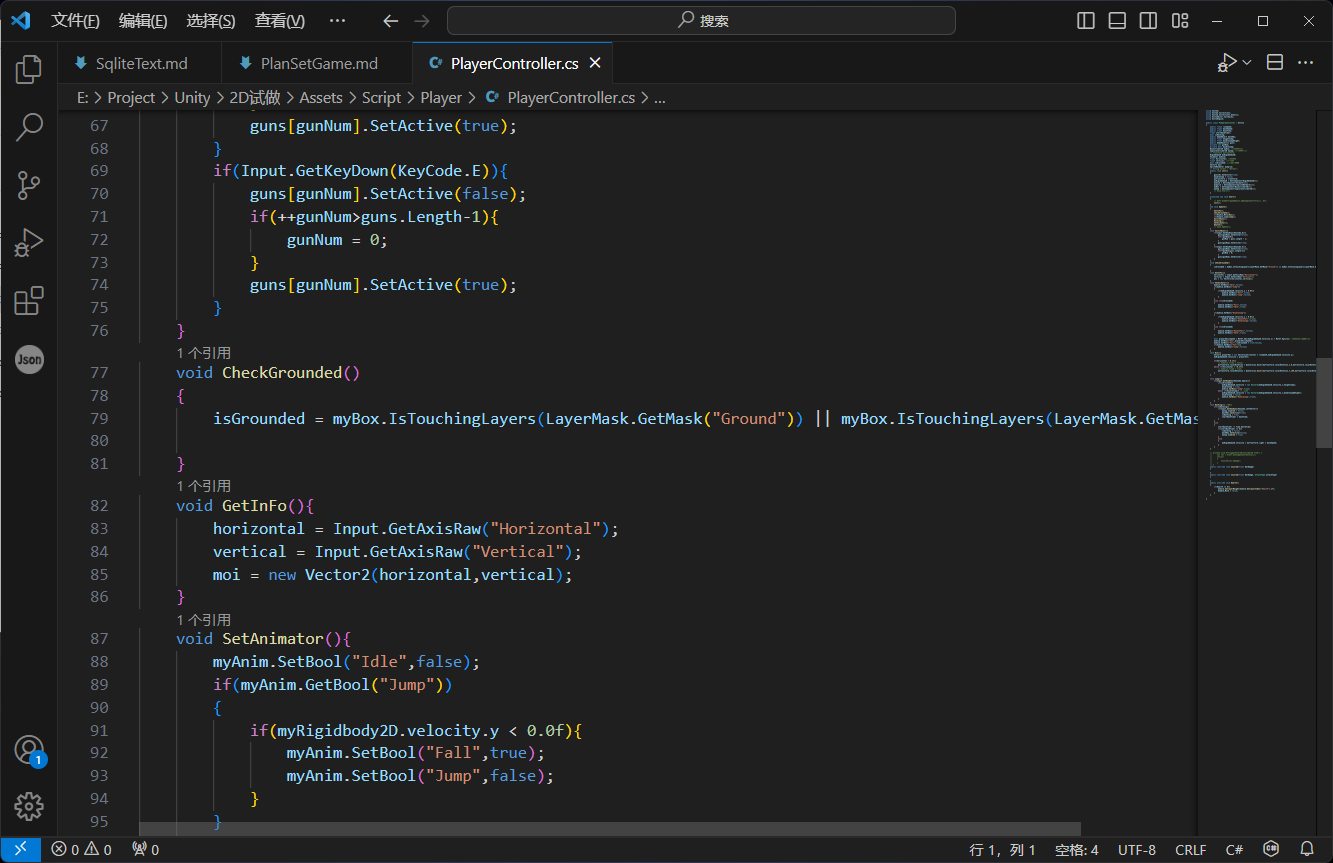 文件(F) 编辑(E) 选择(S) 查看(V) ··· 搜索
SqliteText.md PlanSetGame.md C# PlayerController.cs
E: > Project > Unity > 2D试做 > Assets > Script > Player > C# PlayerController.cs > ...
67 guns[gunNum].SetActive(true);
68 }
69 if(Input.GetKeyDown(KeyCode.E)){
70 guns[gunNum].SetActive(false);
71 if(++gunNum>guns.Length-1){
72 gunNum = 0;
73 }
74 guns[gunNum].SetActive(true);
75 }
76 }
1 个引用
77 void CheckGrounded()
78 {
79 isGrounded = myBox.IsTouchingLayers(LayerMask.GetMask("Ground")) || myBox.IsTouchingLayers(LayerMask.GetMas
80
81 }
1 个引用
82 void GetInFo(){
83 horizontal = Input.GetAxisRaw("Horizontal");
84 vertical = Input.GetAxisRaw("Vertical");
85 moi = new Vector2(horizontal,vertical);
86 }
1 个引用
87 void SetAnimator(){
88 myAnim.SetBool("Idle",false);
89 if(myAnim.GetBool("Jump"))
90 {
91 if(myRigidbody2D.velocity.y < 0.0f){
92 myAnim.SetBool("Fall",true);
93 myAnim.SetBool("Jump",false);
94 }
95 }
Json
1
0 0 0 行 1，列 1 空格: 4 UTF-8 CRLF C#